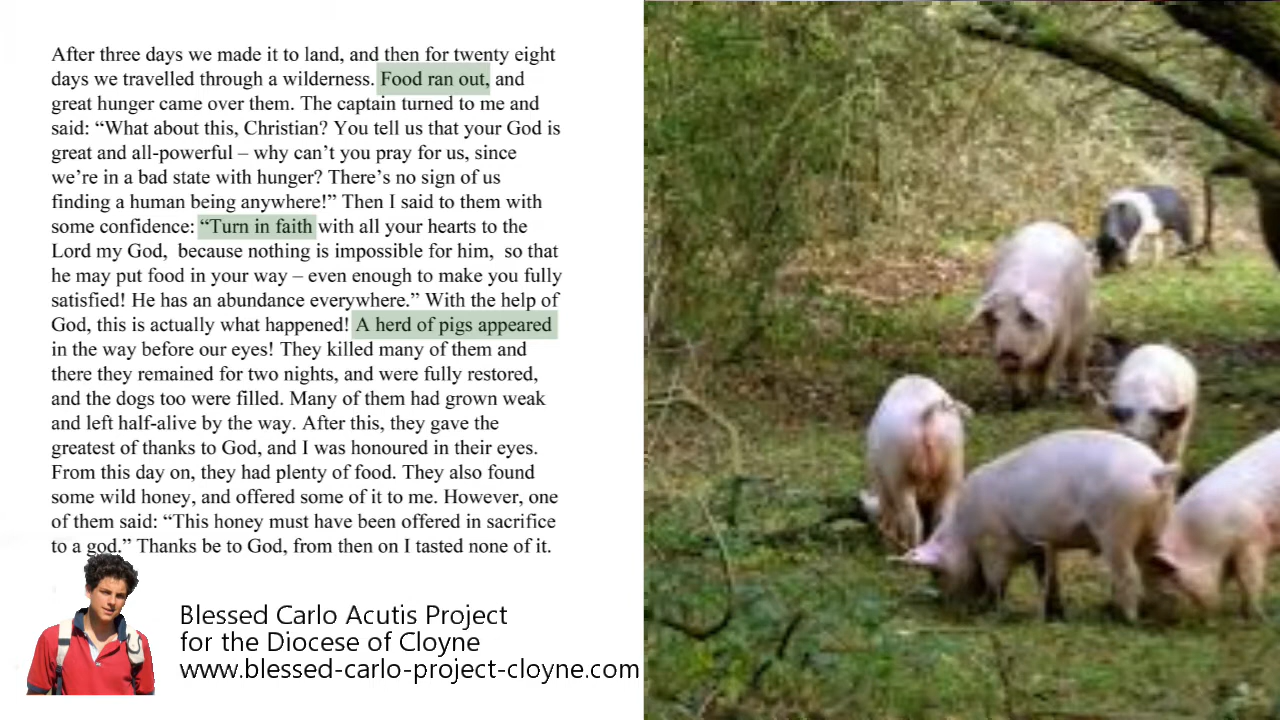 After three days we made it to land, and then for twenty eight
days we travelled through a wilderness. Food ran out, and
great hunger came over them. The captain turned to me and
said: “What about this, Christian? You tell us that your God is
great and all-powerful – why can’t you pray for us, since
we’re in a bad state with hunger? There’s no sign of us
finding a human being anywhere!” Then I said to them with
some confidence: “Turn in faith with all your hearts to the
Lord my God,  because nothing is impossible for him,  so that
he may put food in your way – even enough to make you fully
satisfied! He has an abundance everywhere.” With the help of
God, this is actually what happened! A herd of pigs appeared
in the way before our eyes! They killed many of them and
there they remained for two nights, and were fully restored,
and the dogs too were filled. Many of them had grown weak
and left half-alive by the way. After this, they gave the
greatest of thanks to God, and I was honoured in their eyes.
From this day on, they had plenty of food. They also found
some wild honey, and offered some of it to me. However, one
of them said: “This honey must have been offered in sacrifice
to a god.” Thanks be to God, from then on I tasted none of it.
Blessed Carlo Acutis Project
for the Diocese of Cloyne
www.blessed-carlo-project-cloyne.com